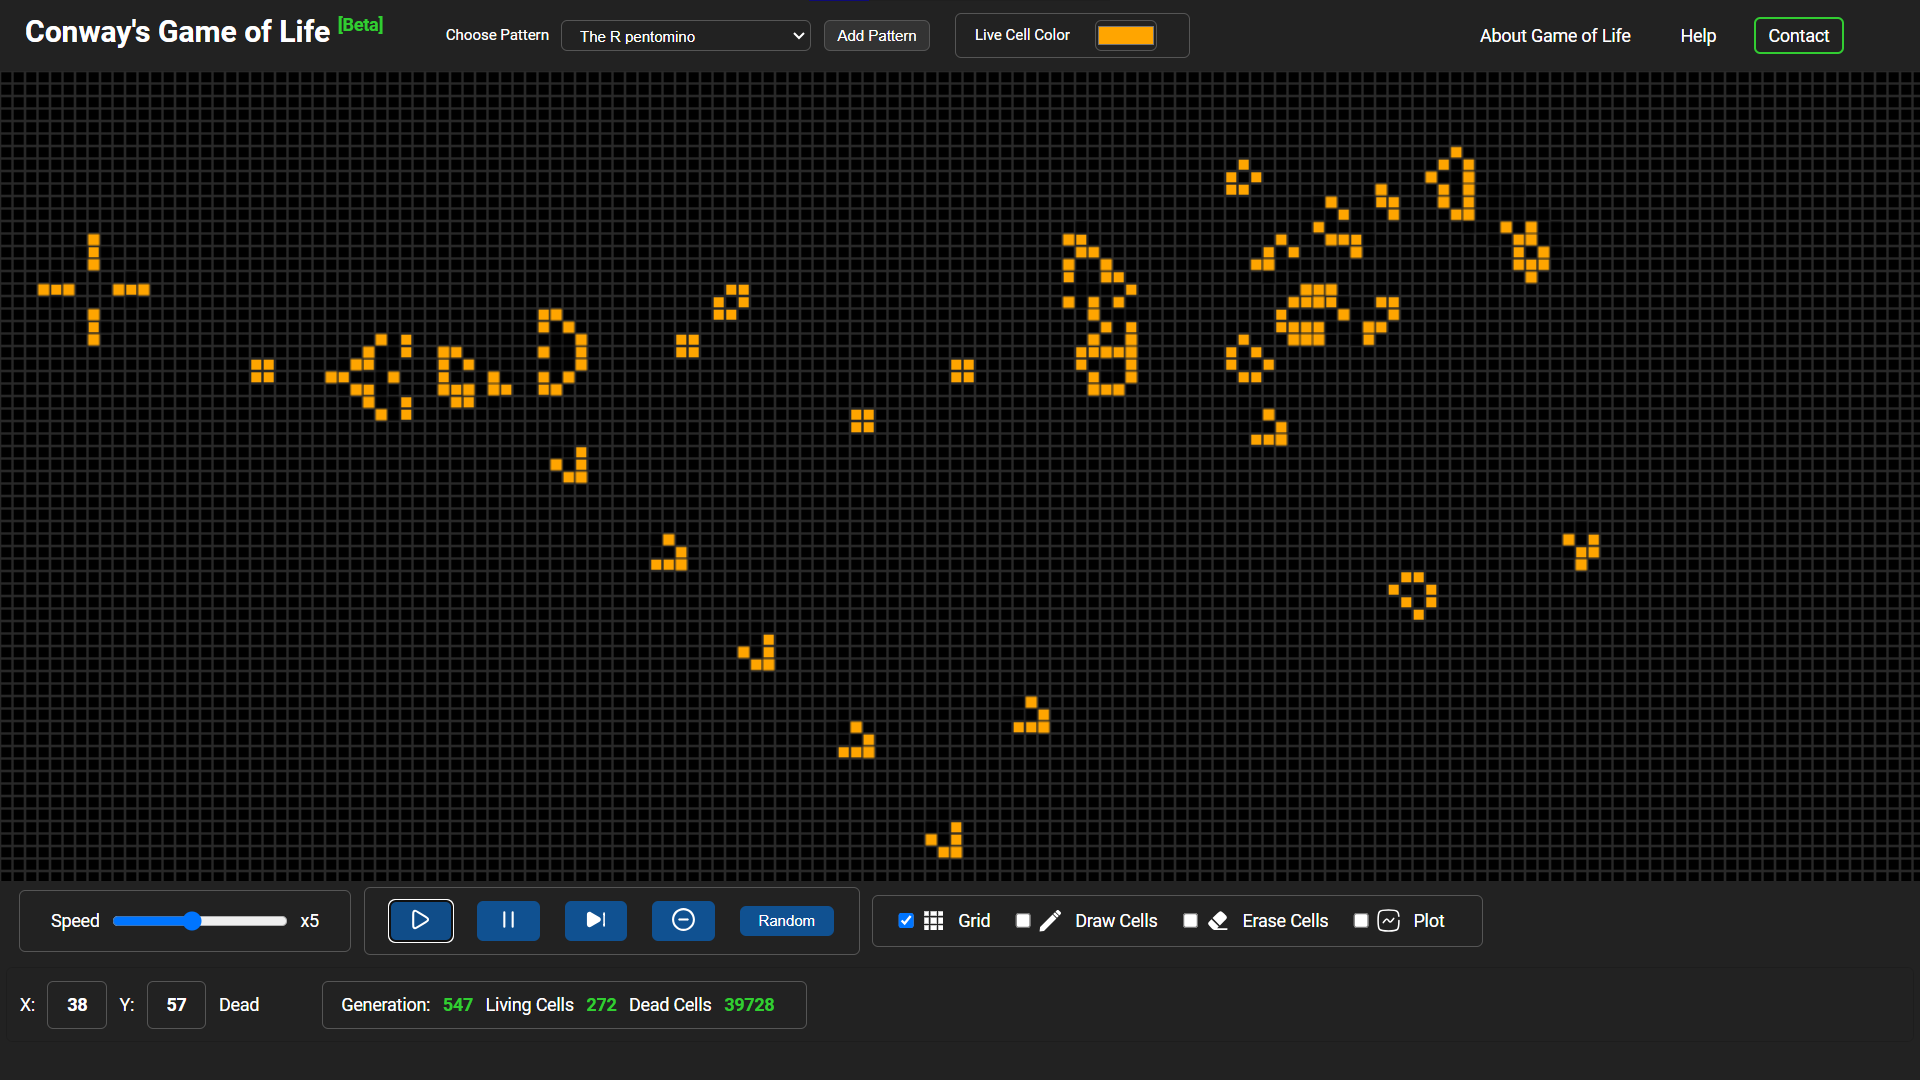 Conway's Game of Life [Beta]
Choose Pattern The R pentomino Add Pattern Live Cell Color
About Game of Life Help Contact
Speed x5 Random Grid Draw Cells Erase Cells Plot
X: 38 Y: 57 Dead Generation: 547 Living Cells 272 Dead Cells 39728